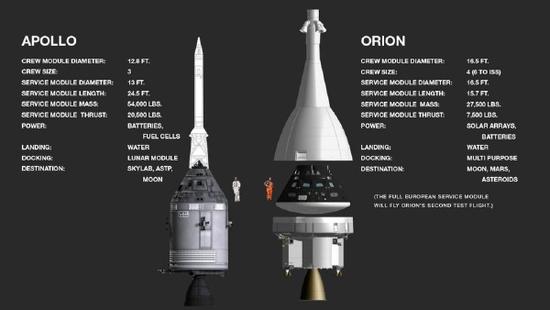 APOLLO
CREW MODULE DIAMETER: 12.8 FT.
CREW SIZE: 3
SERVICE MODULE DIAMETER: 13 FT.
SERVICE MODULE LENGTH: 24.5 FT.
SERVICE MODULE MASS: 54,000 LBS.
SERVICE MODULE THRUST: 20,500 LBS.
POWER: BATTERIES,
FUEL CELLS
LANDING: WATER
DOCKING: LUNAR MODULE
DESTINATION: SKYLAB, ASTP,
MOON
ORION
CREW MODULE DIAMETER: 16.5 FT.
CREW SIZE: 4 (6 TO ISS)
SERVICE MODULE DIAMETER: 16.5 FT.
SERVICE MODULE LENGTH: 15.7 FT.
SERVICE MODULE MASS: 27,500 LBS.
SERVICE MODULE THRUST: 7,500 LBS.
POWER: SOLAR ARRAYS,
BATTERIES
LANDING: WATER
DOCKING: MULTI PURPOSE
DESTINATION: MOON, MARS,
ASTEROIDS
(THE FULL EUROPEAN SERVICE MODULE
WILL FLY ORION'S SECOND TEST FLIGHT.)